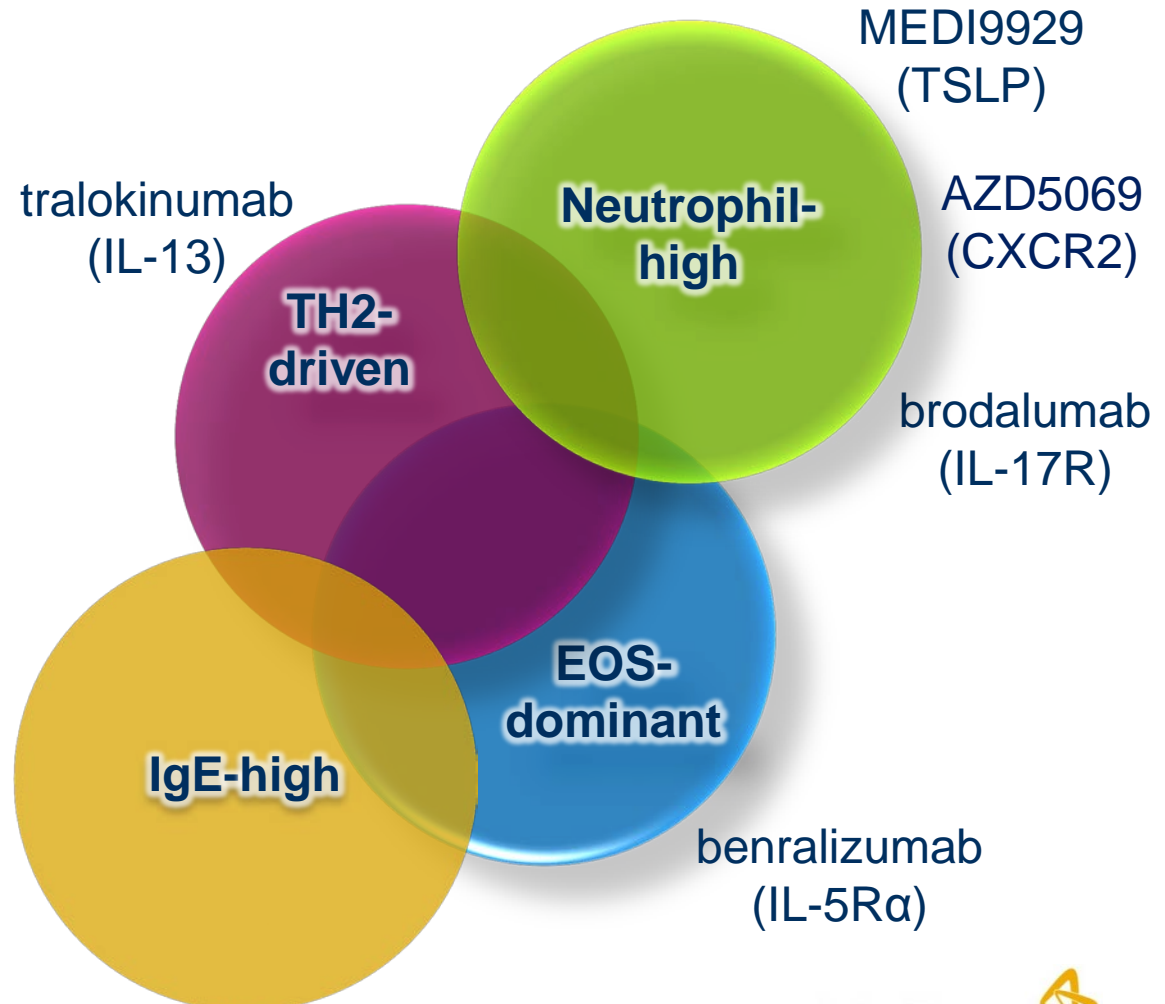 MEDI9929
(TSLP)
tralokinumab
(IL-13)
Neutrophil-
high
AZD5069
(CXCR2)
TH2-
driven
brodalumab
(IL-17R)
EOS-
dominant
IgE-high
benralizumab
(IL-5Rα)